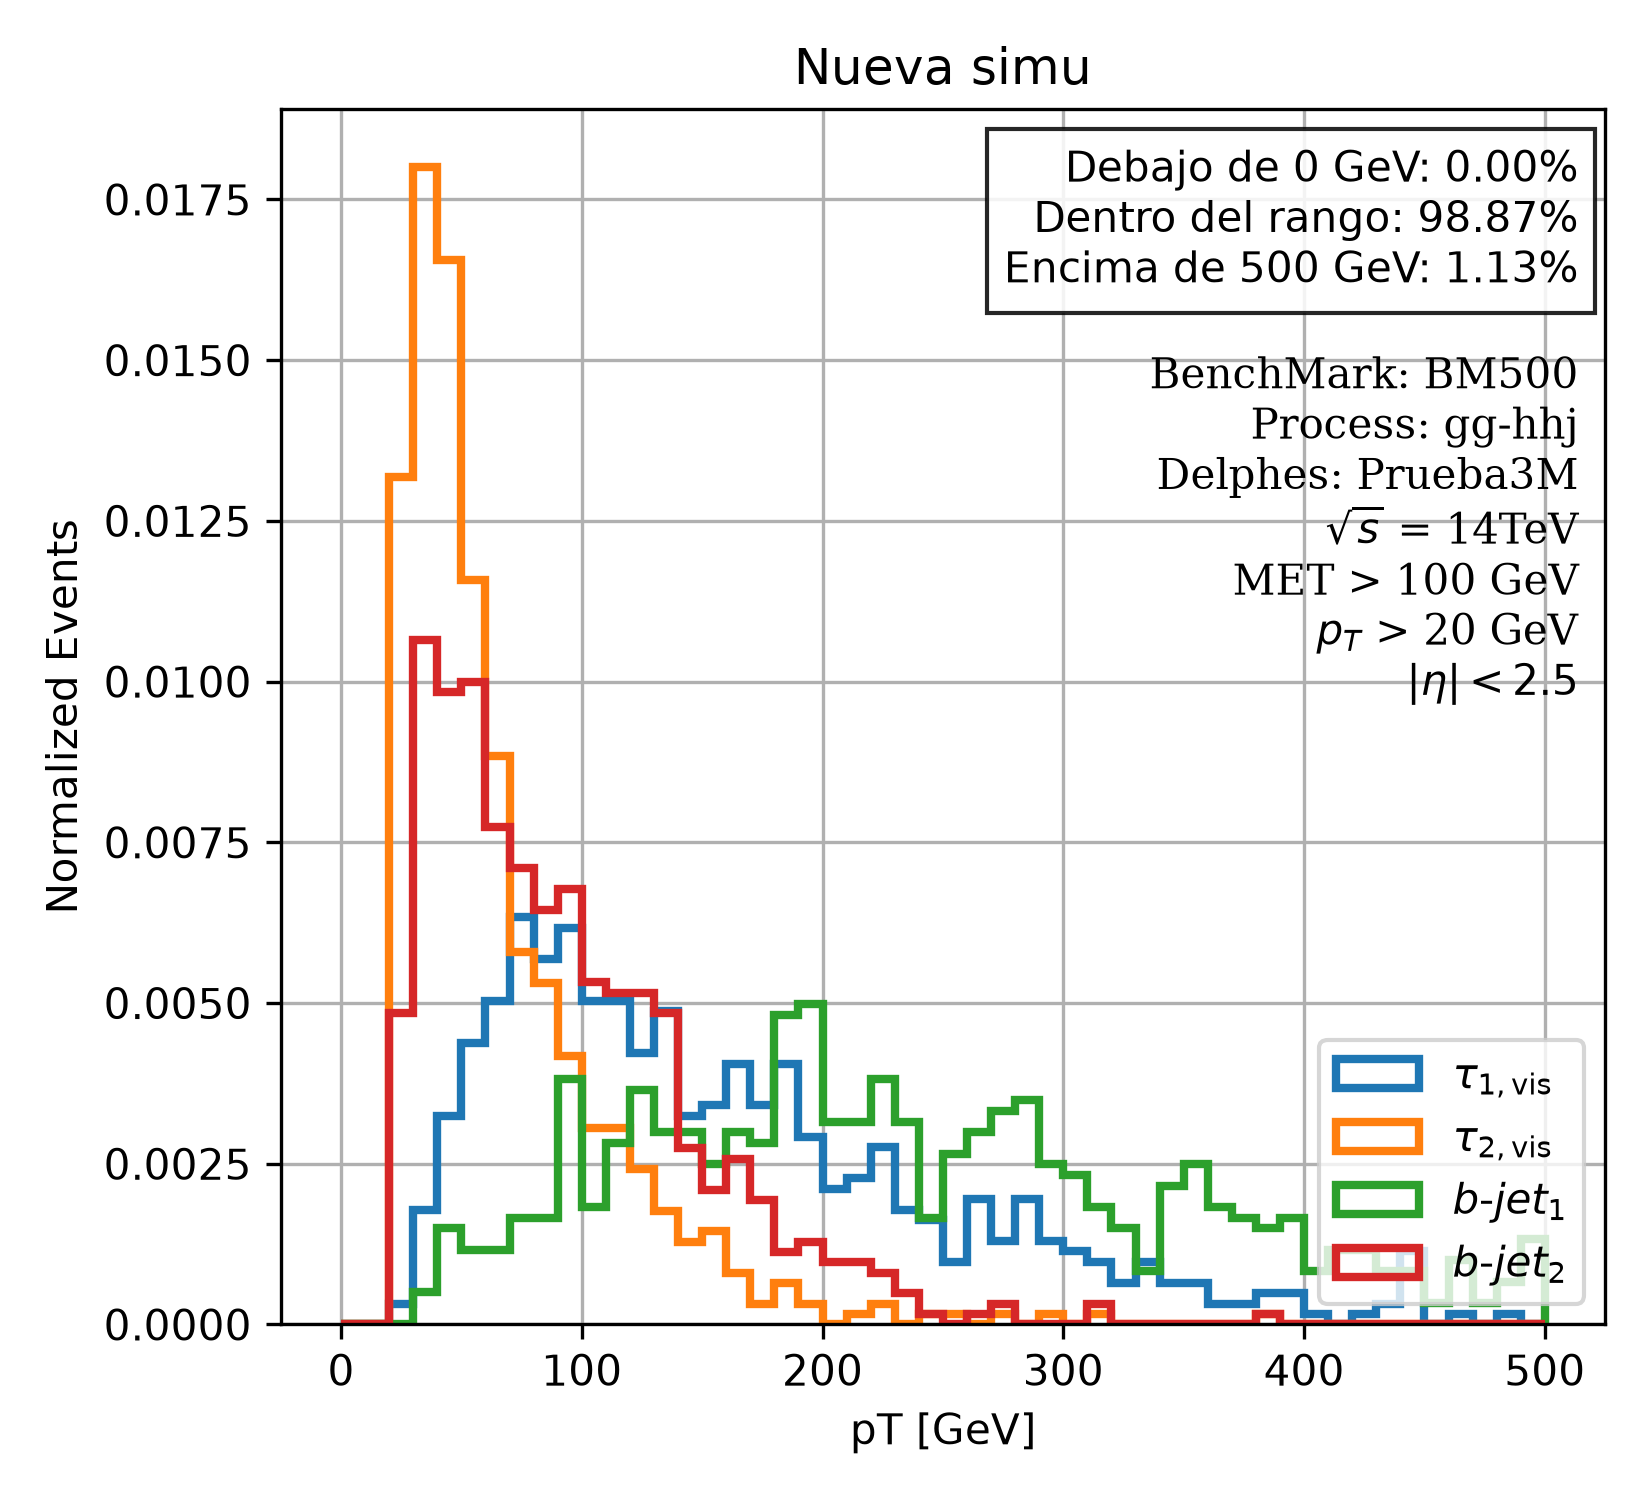 Nueva simu
Debajo de 0 GeV: 0.00%
Dentro del rango: 98.87%
Encima de 500 GeV: 1.13%
BenchMark: BM500
Process: gg-hhj
Delphes: Prueba3M
√s = 14TeV
MET > 100 GeV
p_T > 20 GeV
|η| < 2.5
Normalized Events
0.0175
0.0150
0.0125
0.0100
0.0075
0.0050
0.0025
0.0000
τ_1, vis
τ_2, vis
b-jet_1
b-jet_2
0 100 200 300 400 500
pT [GeV]